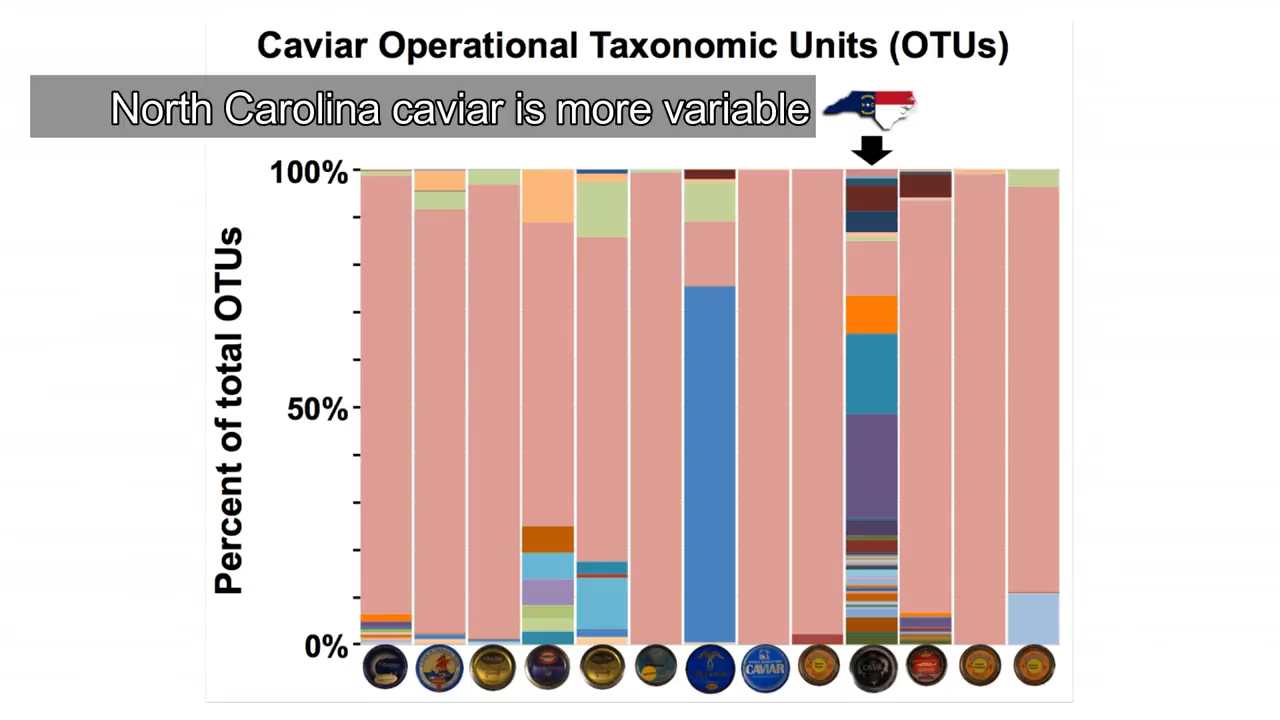 Caviar Operational Taxonomic Units (OTUs)
North Carolina caviar is more variable
100%
50%
0%
Percent of total OTUs
CAVIAR
CAVIAR